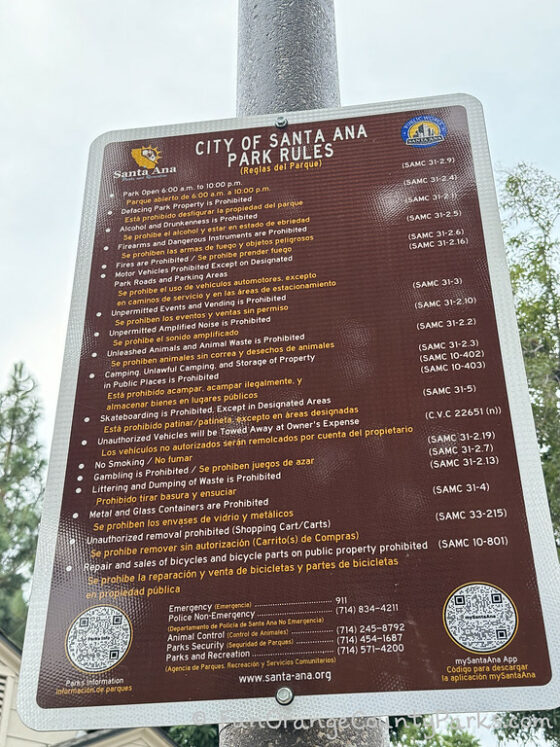 CITY OF SANTA ANA
PARK RULES
(Reglas del Parque)
Santa Ana
PUBLIC WORKS
SANTA ANA
• Park Open 6:00 a.m. to 10:00 p.m. (SAMC 31-2.9)
Parque abierto de 6:00 a.m. a 10:00 p.m.
• Defacing Park Property is Prohibited (SAMC 31-2.4)
Está prohibido desfigurar la propiedad del parque
• Alcohol and Drunkenness is Prohibited (SAMC 31-2.1)
Se prohibe el alcohol y estar en estado de ebriedad
• Firearms and Dangerous Instruments are Prohibited (SAMC 31-2.5)
Se prohiben las armas de fuego y objetos peligrosos
• Fires are Prohibited / Se prohibe prender fuego (SAMC 31-2.6)
• Motor Vehicles Prohibited Except on Designated (SAMC 31-2.16)
Park Roads and Parking Areas
Se prohibe el uso de vehículos automotores, excepto
en caminos de servicio y en las áreas de estacionamiento
• Unpermitted Events and Vending is Prohibited (SAMC 31-3)
Se prohiben los eventos y ventas sin permiso
• Unpermitted Amplified Noise is Prohibited (SAMC 31-2.10)
Se prohibe el sonido amplificado
• Unleashed Animals and Animal Waste is Prohibited (SAMC 31-2.2)
Se prohiben animales sin correa y desechos de animales
• Camping, Unlawful Camping, and Storage of Property (SAMC 31-2.3)
in Public Places is Prohibited (SAMC 10-402)
(SAMC 10-403)
Está prohibido acampar, acampar ilegalmente, y
almacenar bienes en lugares públicos
• Skateboarding is Prohibited, Except in Designated Areas (SAMC 31-5)
Está prohibido patinar/patineta, excepto en áreas designadas
• Unauthorized Vehicles will be Towed Away at Owner's Expense (C.V.C 22651 (n))
Los vehículos no autorizados serán remolcados por cuenta del propietario
• No Smoking / No fumar (SAMC 31-2.19)
• Gambling is Prohibited / Se prohiben juegos de azar (SAMC 31-2.7)
• Littering and Dumping of Waste is Prohibited (SAMC 31-2.13)
Prohibido tirar basura y ensuciar
• Metal and Glass Containers are Prohibited (SAMC 31-4)
Se prohiben los envases de vidrio y metálicos
• Unauthorized removal prohibited (Shopping Cart/Carts) (SAMC 33-215)
Se prohibe remover sin autorización (Carrito(s) de Compras)
• Repair and sales of bicycles and bicycle parts on public property prohibited (SAMC 10-801)
Se prohibe la reparación y venta de bicicletas y partes de bicicletas
en propiedad pública
Emergency (Emergencia) ........ 911
Police Non-Emergency ........ (714) 834-4211
(Departamento de Policía de Santa Ana No Emergencia)
Animal Control (Control de Animales) ........ (714) 245-8792
Parks Security (Seguridad de Parques) ........ (714) 454-1687
Parks and Recreation ........ (714) 571-4200
(Agencia de Parques, Recreación y Servicios Comunitarios)
www.santa-ana.org
Parks Info
Parks Information
Información de parques
mySantaAna
mySantaAna App
Código para descargar
la aplicación mySantaAna